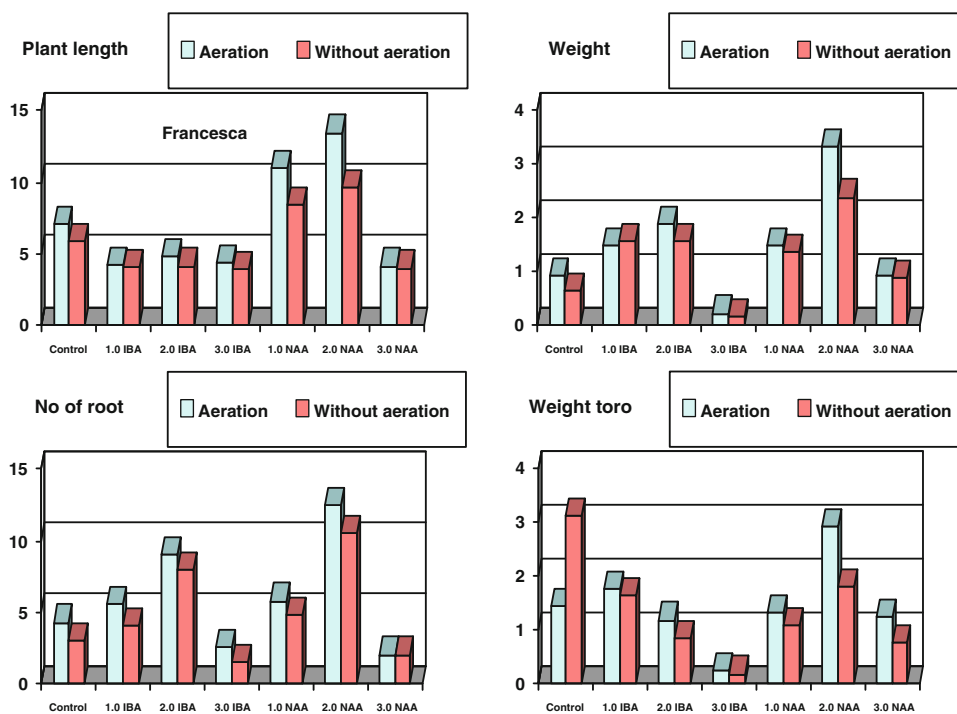 Plant length
Aeration Without aeration
Francesca
15
10
5
0
Control 1.0 IBA 2.0 IBA 3.0 IBA 1.0 NAA 2.0 NAA 3.0 NAA
Weight
Aeration Without aeration
4
3
2
1
0
Control 1.0 IBA 2.0 IBA 3.0 IBA 1.0 NAA 2.0 NAA 3.0 NAA
No of root
Aeration Without aeration
15
10
5
0
Control 1.0 IBA 2.0 IBA 3.0 IBA 1.0 NAA 2.0 NAA 3.0 NAA
Weight toro
Aeration Without aeration
4
3
2
1
0
Control 1.0 IBA 2.0 IBA 3.0 IBA 1.0 NAA 2.0 NAA 3.0 NAA